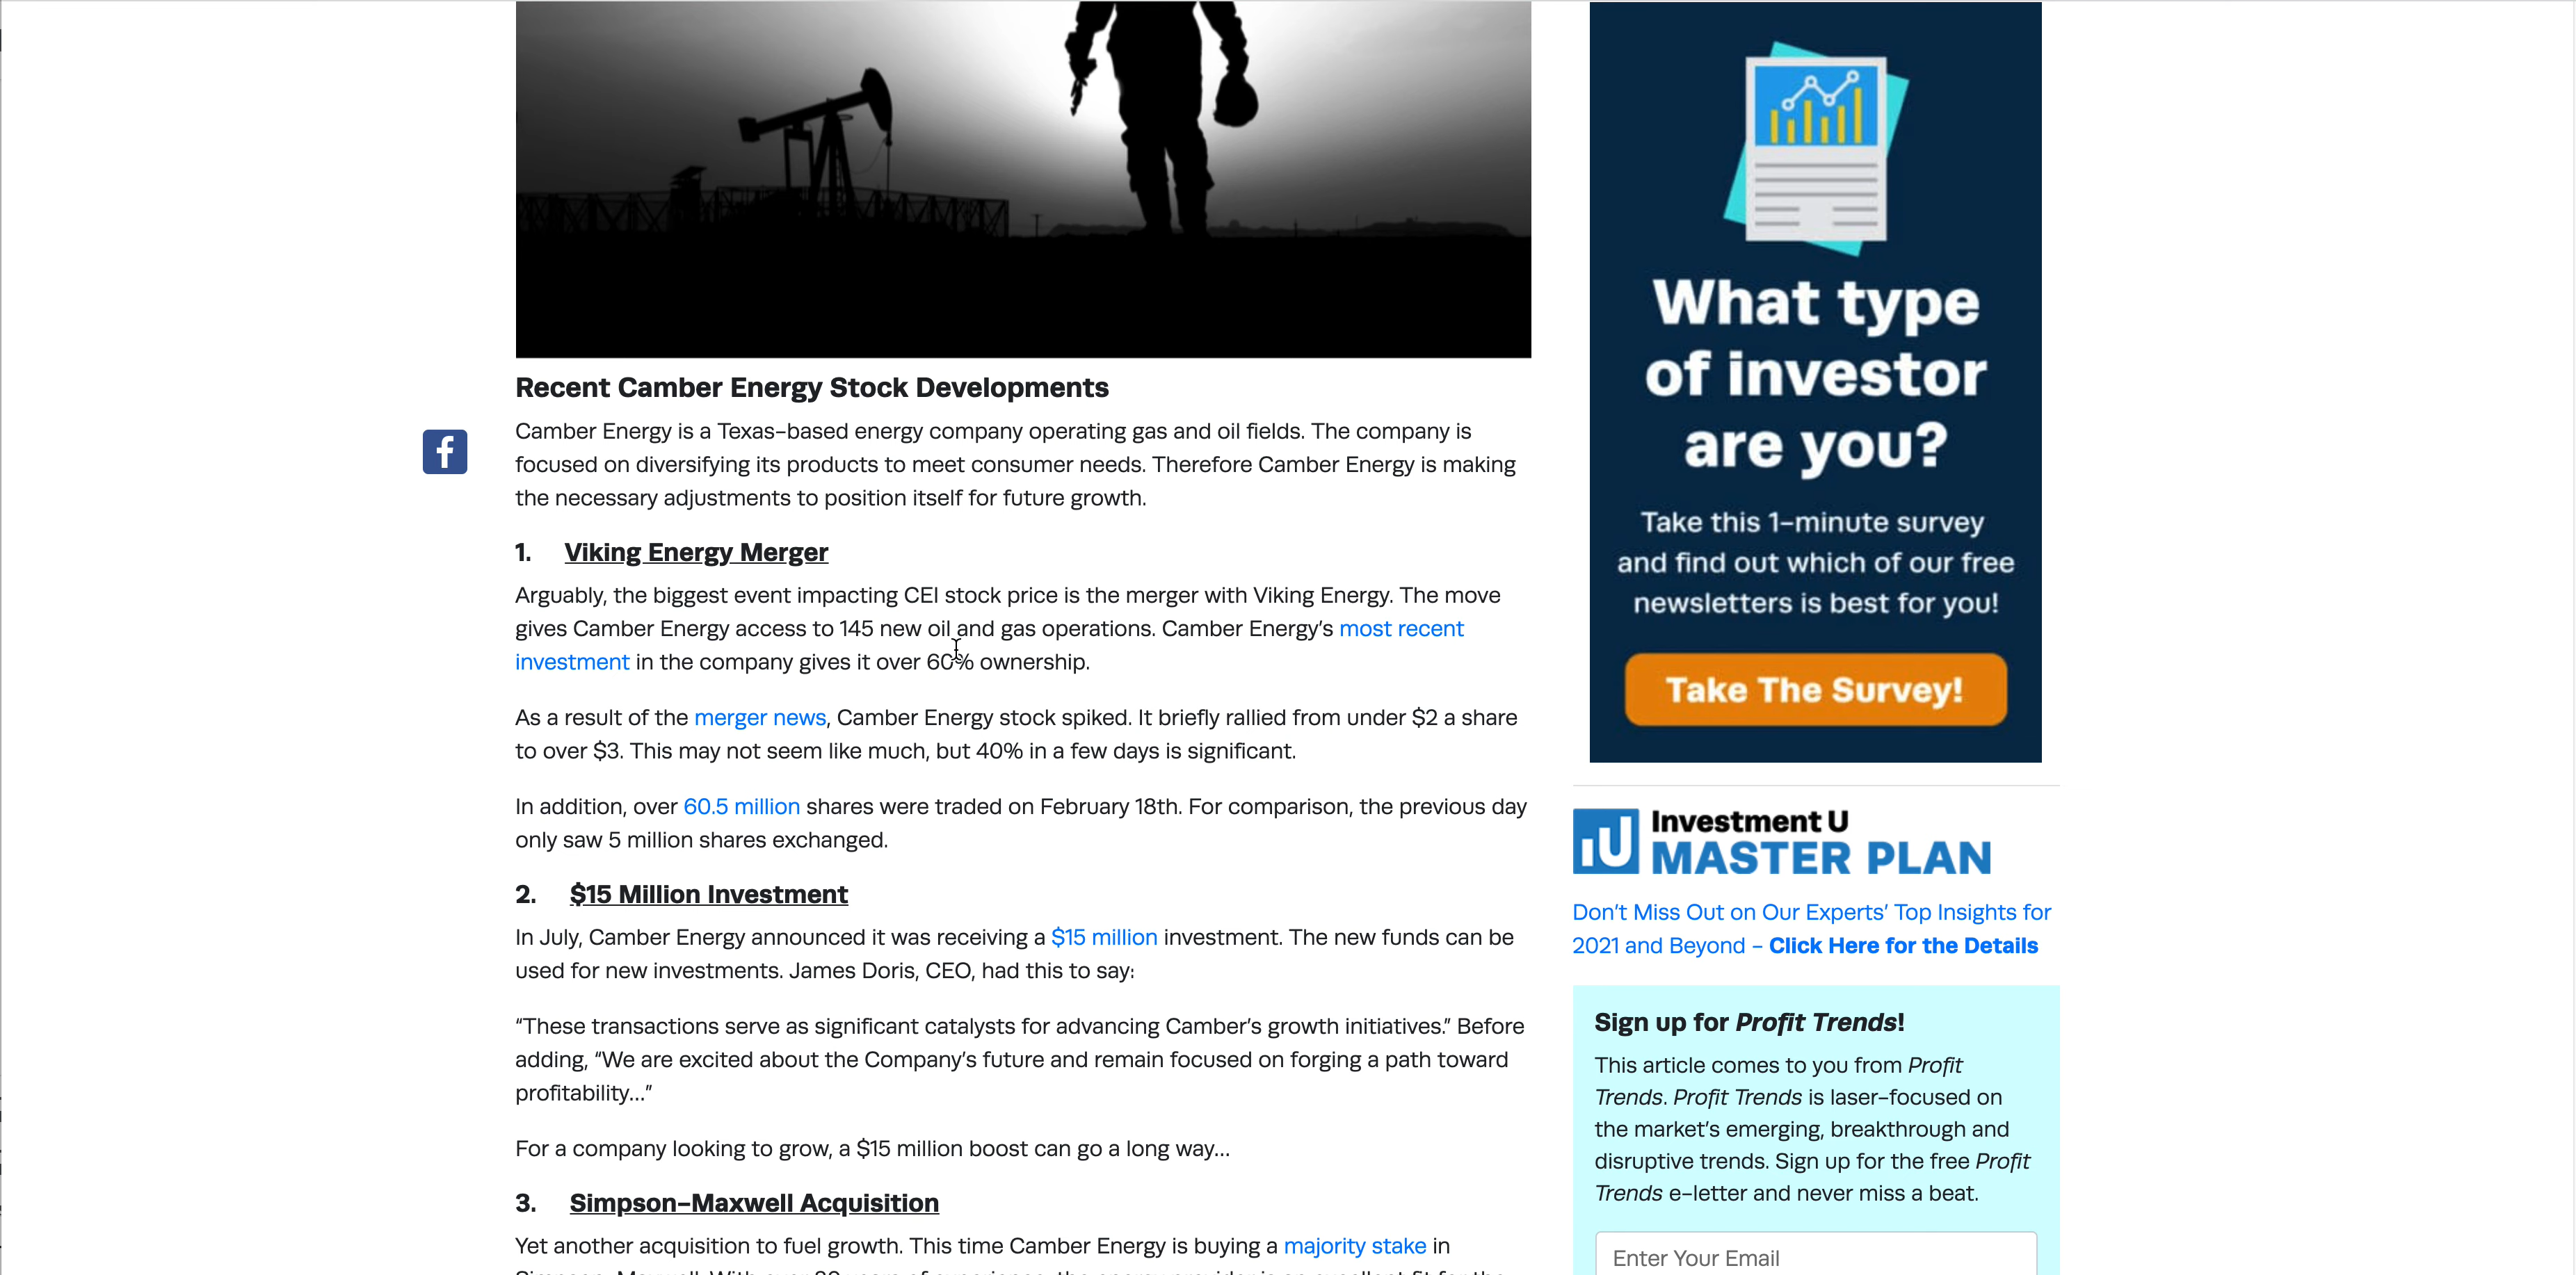 Recent Camber Energy Stock Developments
Camber Energy is a Texas-based energy company operating gas and oil fields. The company is
focused on diversifying its products to meet consumer needs. Therefore Camber Energy is making
the necessary adjustments to position itself for future growth.
1. Viking Energy Merger
Arguably, the biggest event impacting CEI stock price is the merger with Viking Energy. The move
gives Camber Energy access to 145 new oil and gas operations. Camber Energy's most recent
investment in the company gives it over 60% ownership.
As a result of the merger news, Camber Energy stock spiked. It briefly rallied from under $2 a share
to over $3. This may not seem like much, but 40% in a few days is significant.
In addition, over 60.5 million shares were traded on February 18th. For comparison, the previous day
only saw 5 million shares exchanged.
2. $15 Million Investment
In July, Camber Energy announced it was receiving a $15 million investment. The new funds can be
used for new investments. James Doris, CEO, had this to say:
“These transactions serve as significant catalysts for advancing Camber's growth initiatives.” Before
adding, “We are excited about the Company's future and remain focused on forging a path toward
profitability…”
For a company looking to grow, a $15 million boost can go a long way…
3. Simpson-Maxwell Acquisition
Yet another acquisition to fuel growth. This time Camber Energy is buying a majority stake in
What type
of investor
are you?
Take this 1-minute survey
and find out which of our free
newsletters is best for you!
Take The Survey!
Investment U
MASTER PLAN
Don't Miss Out on Our Experts' Top Insights for
2021 and Beyond - Click Here for the Details
Sign up for Profit Trends!
This article comes to you from Profit
Trends. Profit Trends is laser-focused on
the market's emerging, breakthrough and
disruptive trends. Sign up for the free Profit
Trends e-letter and never miss a beat.
Enter Your Email